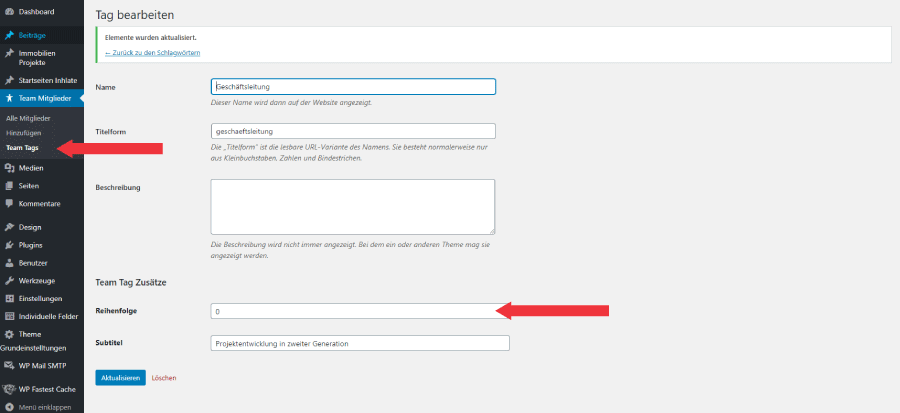 Dashboard
Beiträge
Immobilien
Projekte
Startseiten Inhlate
Team Mitglieder
Alle Mitglieder
Hinzufügen
Team Tags
Medien
Seiten
Kommentare
Design
Plugins
Benutzer
Werkzeuge
Einstellungen
Individuelle Felder
Theme
Grundeinstelltungen
WP Mail SMTP
WP Fastest Cache
Menü einklappen
Tag bearbeiten
Elemente wurden aktualisiert.
← Zurück zu den Schlagwörtern
Name
Geschäftsleitung
Dieser Name wird dann auf der Website angezeigt.
Titelform
geschaeftsleitung
Die „Titelform“ ist die lesbare URL-Variante des Namens. Sie besteht normalerweise nur
aus Kleinbuchstaben, Zahlen und Bindestrichen.
Beschreibung
Die Beschreibung wird nicht immer angezeigt. Bei dem ein oder anderen Theme mag sie
angezeigt werden.
Team Tag Zusätze
Reihenfolge
0
Subtitel
Projektentwicklung in zweiter Generation
Aktualisieren
Löschen